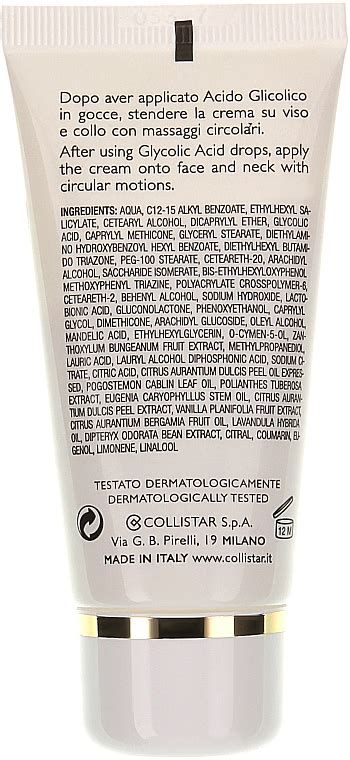 Dopo aver applicato Acido Glicolico
in gocce, stendere la crema su viso
e collo con massaggi circolari.
After using Glycolic Acid drops, apply
the cream onto face and neck with
circular motions.
INGREDIENTS: AQUA, C12-15 ALKYL BENZOATE, ETHYLHEXYL SA-
LICYLATE, CETEARYL ALCOHOL, DICAPRYLYL ETHER, GLYCOLIC
ACID, CAPRYLYL METHICONE, GLYCERYL STEARATE, DIETHYLAMI-
NO HYDROXYBENZOYL HEXYL BENZOATE, DIETHYLHEXYL BUTAMI-
DO TRIAZONE, PEG-100 STEARATE, CETEARETH-20, ARACHIDYL
ALCOHOL, SACCHARIDE ISOMERATE, BIS-ETHYLHEXYLOXYPHENOL
METHOXYPHENYL TRIAZINE, POLYACRYLATE CROSSPOLYMER-6,
CETEARETH-2, BEHENYL ALCOHOL, SODIUM HYDROXIDE, LACTO-
BIONIC ACID, GLUCONOLACTONE, PHENOXYETHANOL, CAPRYLYL
GLYCOL, DIMETHICONE, ARACHIDYL GLUCOSIDE, OLEYL ALCOHOL,
MANDELIC ACID, ETHYLHEXYLGLYCERIN, O-CYMEN-5-OL, ZAN-
THOXYLUM BUNGEANUM FRUIT EXTRACT, METHYLPROPANEDIOL,
LAURIC ACID, LAURYL ALCOHOL DIPHOSPHONIC ACID, SODIUM CI-
TRATE, CITRIC ACID, CITRUS AURANTIUM DULCIS PEEL OIL EXPRES-
SED, POGOSTEMON CABLIN LEAF OIL, POLIANTHES TUBEROSA
EXTRACT, EUGENIA CARYOPHYLLUS STEM OIL, CITRUS AURAN-
TIUM DULCIS PEEL EXTRACT, VANILLA PLANIFOLIA FRUIT EXTRACT,
CITRUS AURANTIUM BERGAMIA FRUIT OIL, LAVANDULA HYBRIDA
OIL, DIPTERYX ODORATA BEAN EXTRACT, CITRAL, COUMARIN, EU-
GENOL, LIMONENE, LINALOOL
TESTATO DERMATOLOGICAMENTE
DERMATOLOGICALLY TESTED
COLLISTAR S.p.A.
Via G. B. Pirelli, 19 MILANO
MADE IN ITALY www.collistar.it
12 M